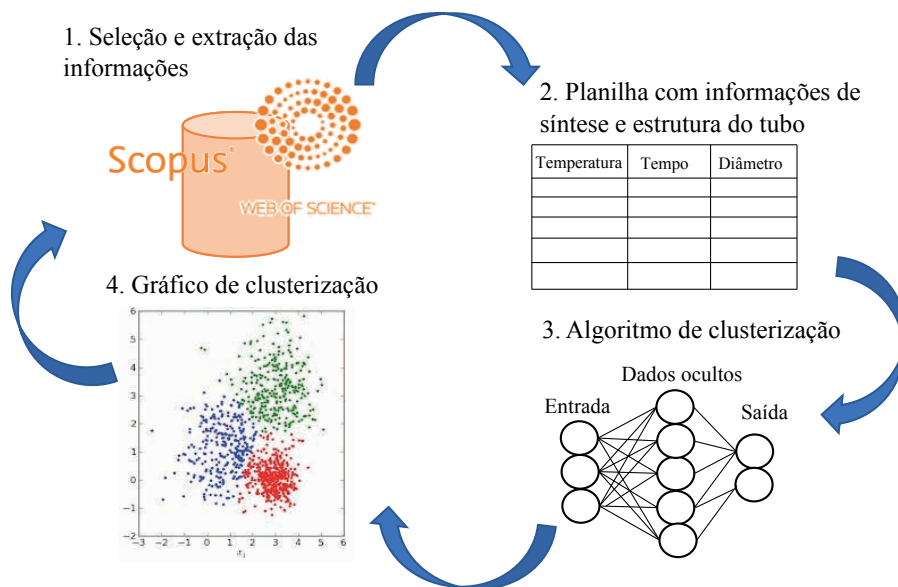 1. Seleção e extração das
informações
Scopus®
WEB OF SCIENCE™
2. Planilha com informações de
síntese e estrutura do tubo
Temperatura Tempo Diâmetro
3. Algoritmo de clusterização
Dados ocultos
Entrada
Saída
4. Gráfico de clusterização
6
5
4
3
2
1
0
−1
−2
−3 −2 −1 0 1 2 3 4 5 6
x₁